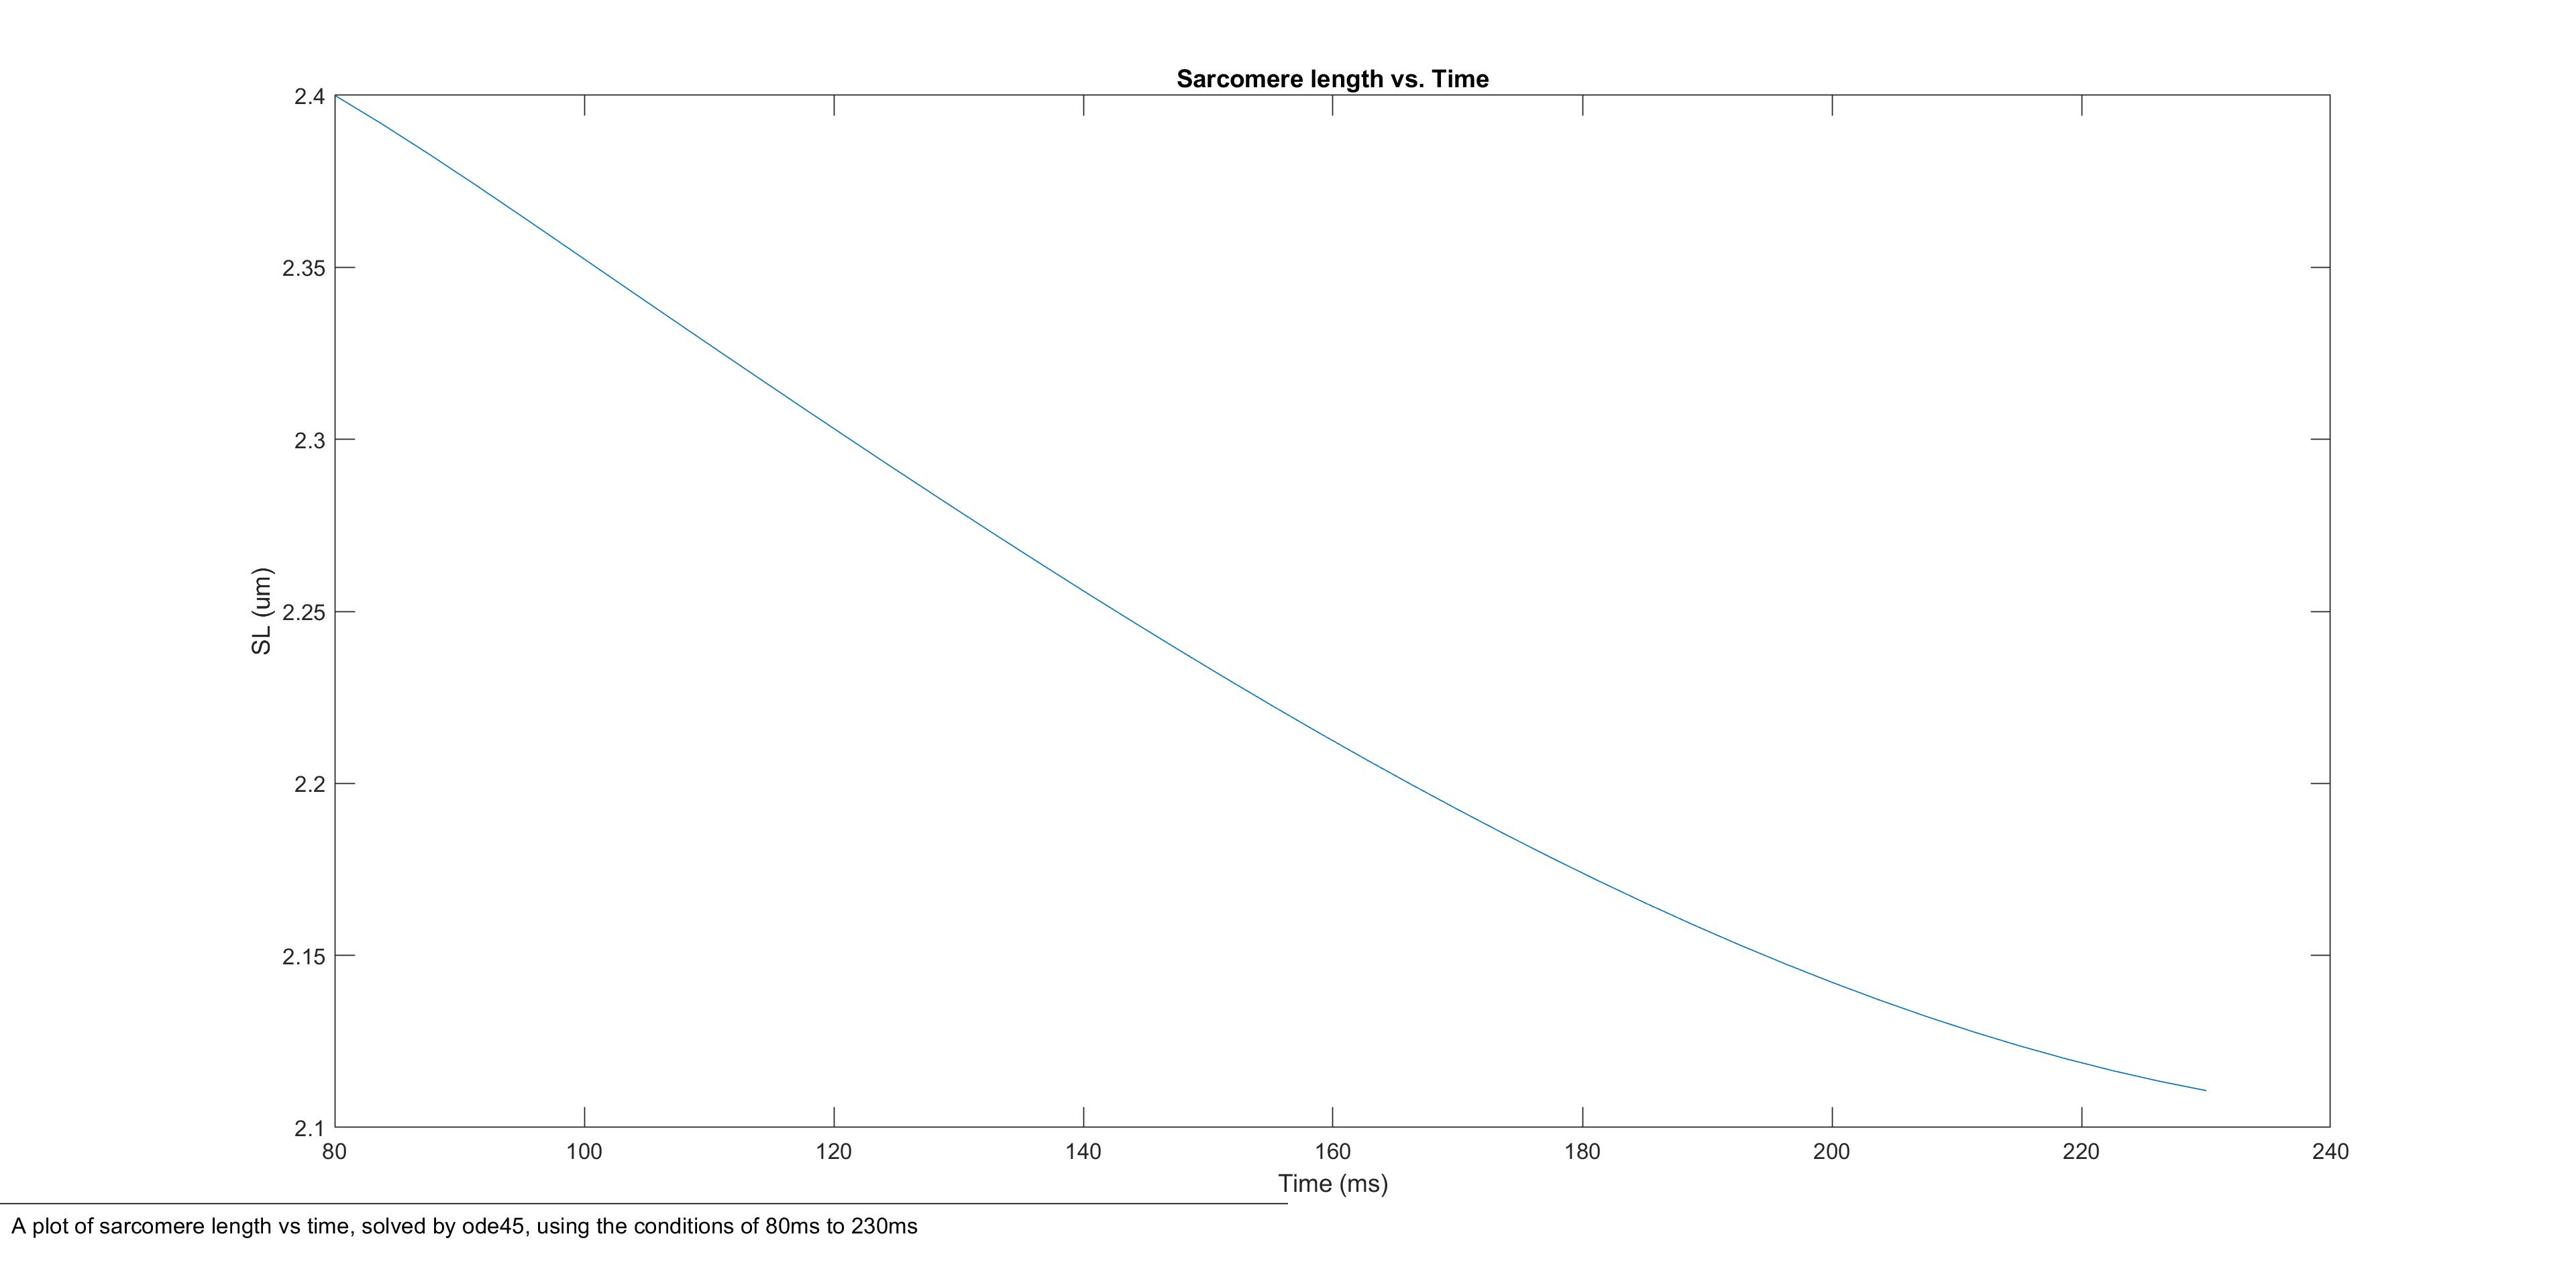 Sarcomere length vs. Time
2.4
2.35
2.3
2.25
2.2
2.15
2.1
SL (um)
80 100 120 140 160 180 200 220 240
Time (ms)
A plot of sarcomere length vs time, solved by ode45, using the conditions of 80ms to 230ms